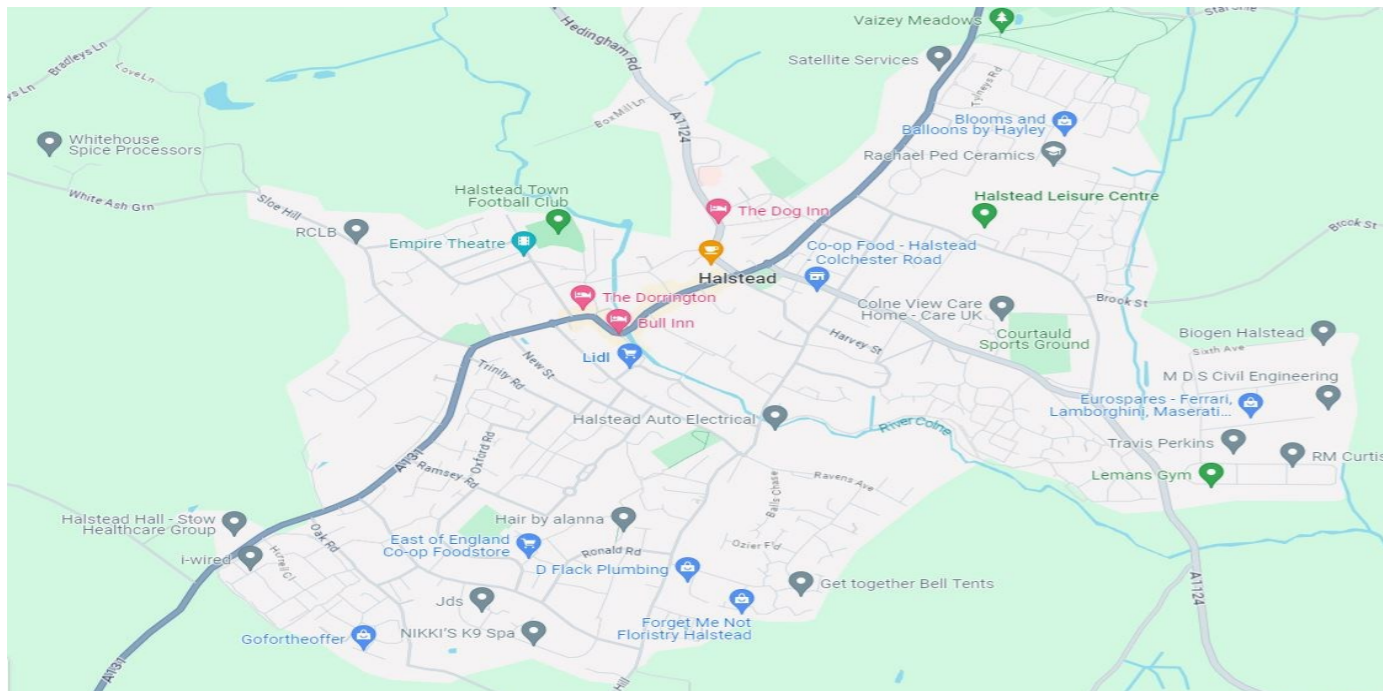 Vaizey Meadows
Hedingham Rd
Bradleys Ln
Love Ln
Satellite Services
Tylneys Rd
Box Mill Ln
A1124
Blooms and
Balloons by Hayley
Whitehouse
Spice Processors
Rachael Ped Ceramics
White Ash Grn
Sloe Hill
Halstead Town
Football Club
Halstead Leisure Centre
The Dog Inn
RCLB
Empire Theatre
Brook St
Co-op Food - Halstead
- Colchester Road
Halstead
The Dorrington
Colne View Care
Home - Care UK
Brook St
Bull Inn
Courtauld
Sports Ground
Biogen Halstead
Harvey St
Sixth Ave
Lidl
New St
Trinity Rd
M D S Civil Engineering
Eurospares - Ferrari,
Lamborghini, Maserati...
Halstead Auto Electrical
River Colne
Travis Perkins
RM Curtis
Oxford Rd
A131
Ramsey Rd
Balls Chase
Ravens Ave
Lemans Gym
Halstead Hall - Stow
Healthcare Group
Oak Rd
Hair by alanna
East of England
Co-op Foodstore
Ronald Rd
Ozier F'd
i-wired
Hurrell Cl
D Flack Plumbing
Get together Bell Tents
A1124
Jds
Forget Me Not
Floristry Halstead
Gofortheoffer
NIKKI'S K9 Spa
A131
Hill